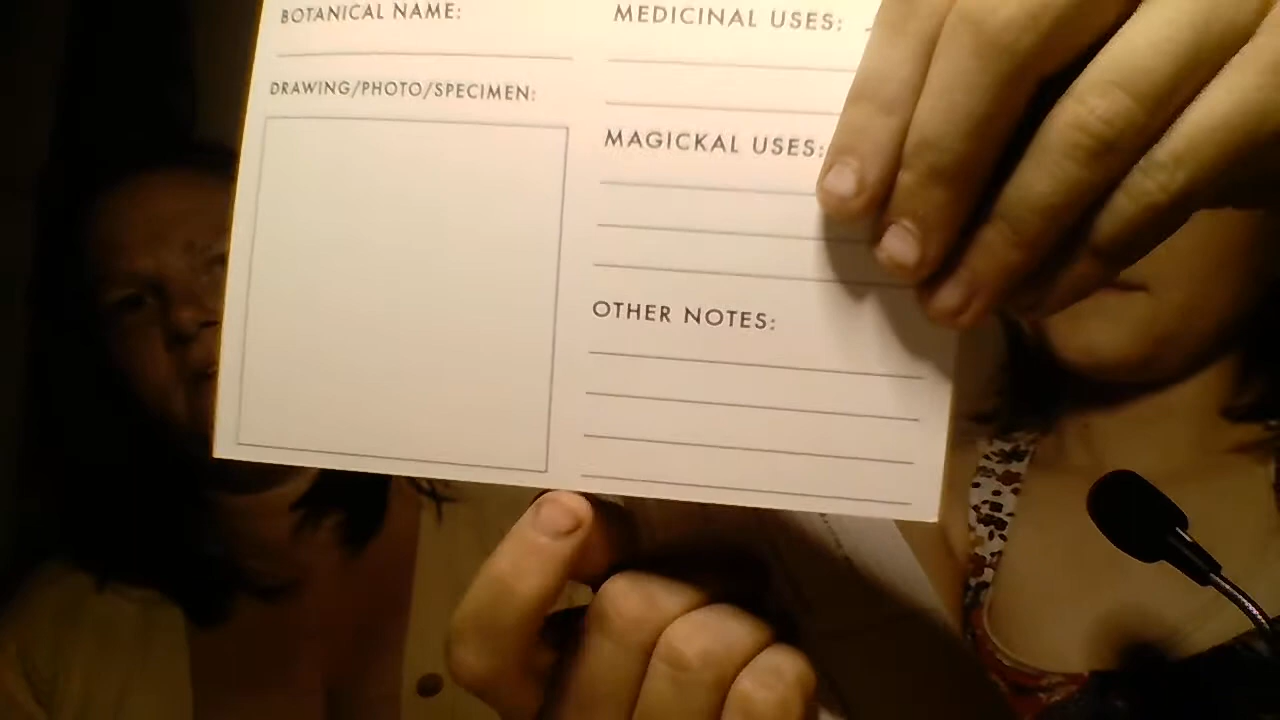 BOTANICAL NAME:
DRAWING/PHOTO/SPECIMEN:
MEDICINAL USES:
MAGICKAL USES:
OTHER NOTES: